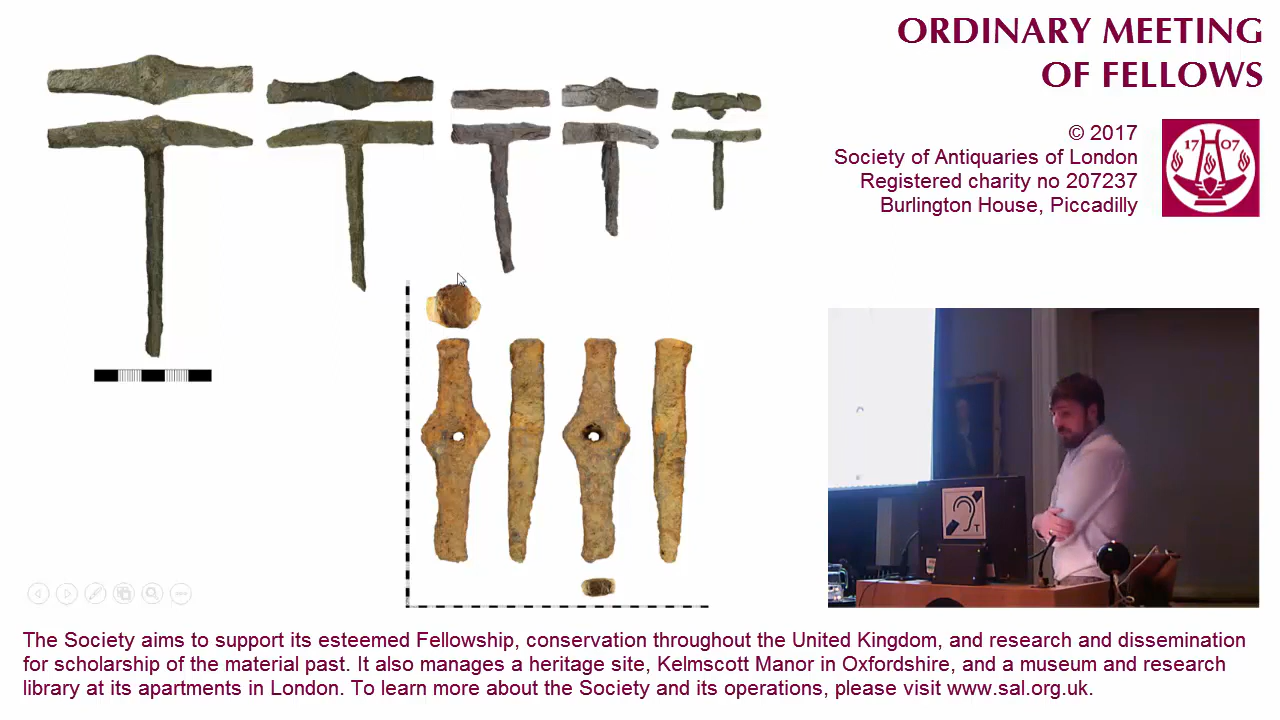 ORDINARY MEETING
OF FELLOWS
© 2017
Society of Antiquaries of London
Registered charity no 207237
Burlington House, Piccadilly
17 07
T
The Society aims to support its esteemed Fellowship, conservation throughout the United Kingdom, and research and dissemination
for scholarship of the material past. It also manages a heritage site, Kelmscott Manor in Oxfordshire, and a museum and research
library at its apartments in London. To learn more about the Society and its operations, please visit www.sal.org.uk.